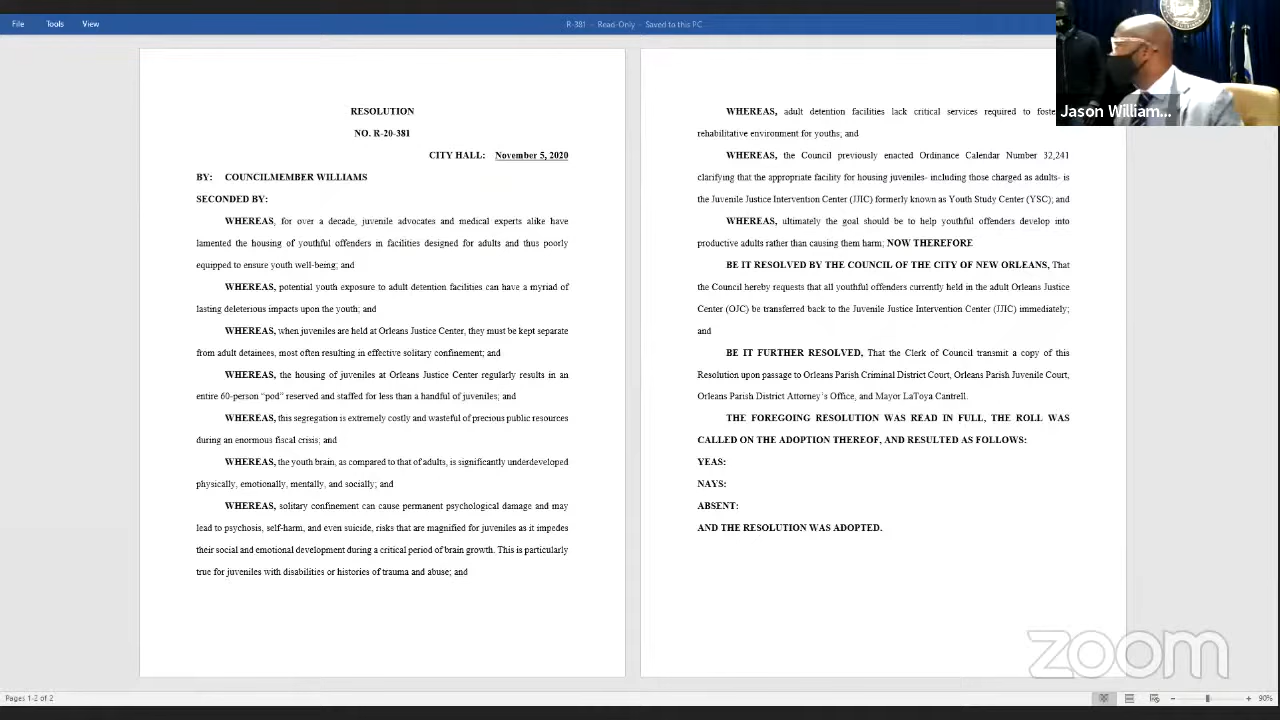 File Tools View
R-381 - Read-Only - Saved to this PC
RESOLUTION
NO. R-20-381
CITY HALL: November 5, 2020
BY: COUNCILMEMBER WILLIAMS
SECONDED BY:
WHEREAS, for over a decade, juvenile advocates and medical experts alike have
lamented the housing of youthful offenders in facilities designed for adults and thus poorly
equipped to ensure youth well-being; and
WHEREAS, potential youth exposure to adult detention facilities can have a myriad of
lasting deleterious impacts upon the youth; and
WHEREAS, when juveniles are held at Orleans Justice Center, they must be kept separate
from adult detainees, most often resulting in effective solitary confinement; and
WHEREAS, the housing of juveniles at Orleans Justice Center regularly results in an
entire 60-person “pod” reserved and staffed for less than a handful of juveniles; and
WHEREAS, this segregation is extremely costly and wasteful of precious public resources
during an enormous fiscal crisis; and
WHEREAS, the youth brain, as compared to that of adults, is significantly underdeveloped
physically, emotionally, mentally, and socially; and
WHEREAS, solitary confinement can cause permanent psychological damage and may
lead to psychosis, self-harm, and even suicide, risks that are magnified for juveniles as it impedes
their social and emotional development during a critical period of brain growth. This is particularly
true for juveniles with disabilities or histories of trauma and abuse; and
WHEREAS, adult detention facilities lack critical services required to foste
rehabilitative environment for youths; and
WHEREAS, the Council previously enacted Ordinance Calendar Number 32,241
clarifying that the appropriate facility for housing juveniles- including those charged as adults- is
the Juvenile Justice Intervention Center (JJIC) formerly known as Youth Study Center (YSC); and
WHEREAS, ultimately the goal should be to help youthful offenders develop into
productive adults rather than causing them harm; NOW THEREFORE
BE IT RESOLVED BY THE COUNCIL OF THE CITY OF NEW ORLEANS, That
the Council hereby requests that all youthful offenders currently held in the adult Orleans Justice
Center (OJC) be transferred back to the Juvenile Justice Intervention Center (JJIC) immediately;
and
BE IT FURTHER RESOLVED, That the Clerk of Council transmit a copy of this
Resolution upon passage to Orleans Parish Criminal District Court, Orleans Parish Juvenile Court,
Orleans Parish District Attorney’s Office, and Mayor LaToya Cantrell.
THE FOREGOING RESOLUTION WAS READ IN FULL, THE ROLL WAS
CALLED ON THE ADOPTION THEREOF, AND RESULTED AS FOLLOWS:
YEAS:
NAYS:
ABSENT:
AND THE RESOLUTION WAS ADOPTED.
Jason William...
zoom
Pages 1-2 of 2
90%